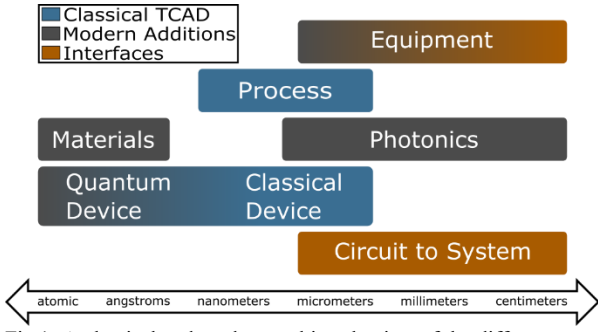 Classical TCAD
Modern Additions
Interfaces
Equipment
Process
Materials
Photonics
Quantum
Device
Classical
Device
Circuit to System
atomic angstroms nanometers micrometers millimeters centimeters